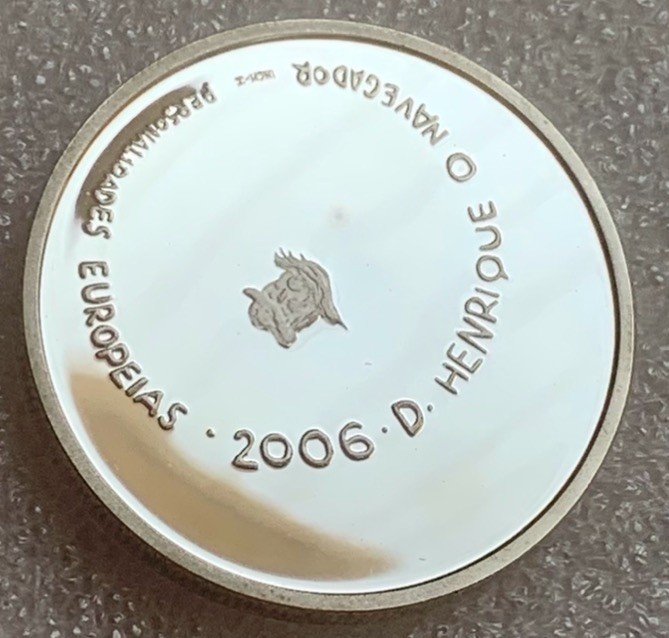 PERSONALIDADES EUROPEIAS · 2006 · D. HENRIQUE O NAVEGADOR